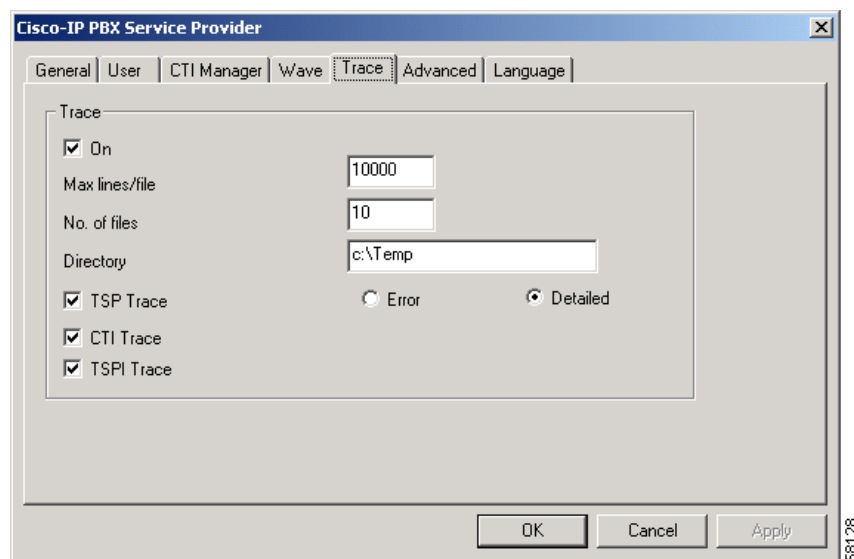 Cisco-IP PBX Service Provider
General User CTI Manager Wave Trace Advanced Language
Trace
On
Max lines/file 10000
No. of files 10
Directory c:\Temp
TSP Trace Error Detailed
CTI Trace
TSPI Trace
OK Cancel Apply
58128